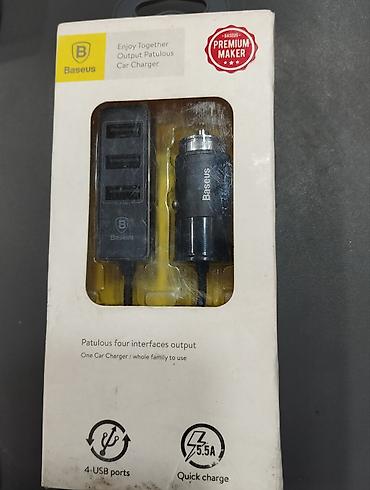 Baseus
Enjoy Together
Output Patulous
Car Charger
BASEUS
PREMIUM
MAKER
Baseus
Baseus
Patulous four interfaces output
One Car Charger / whole family to use
5.5A
4-USB ports
Quick charge